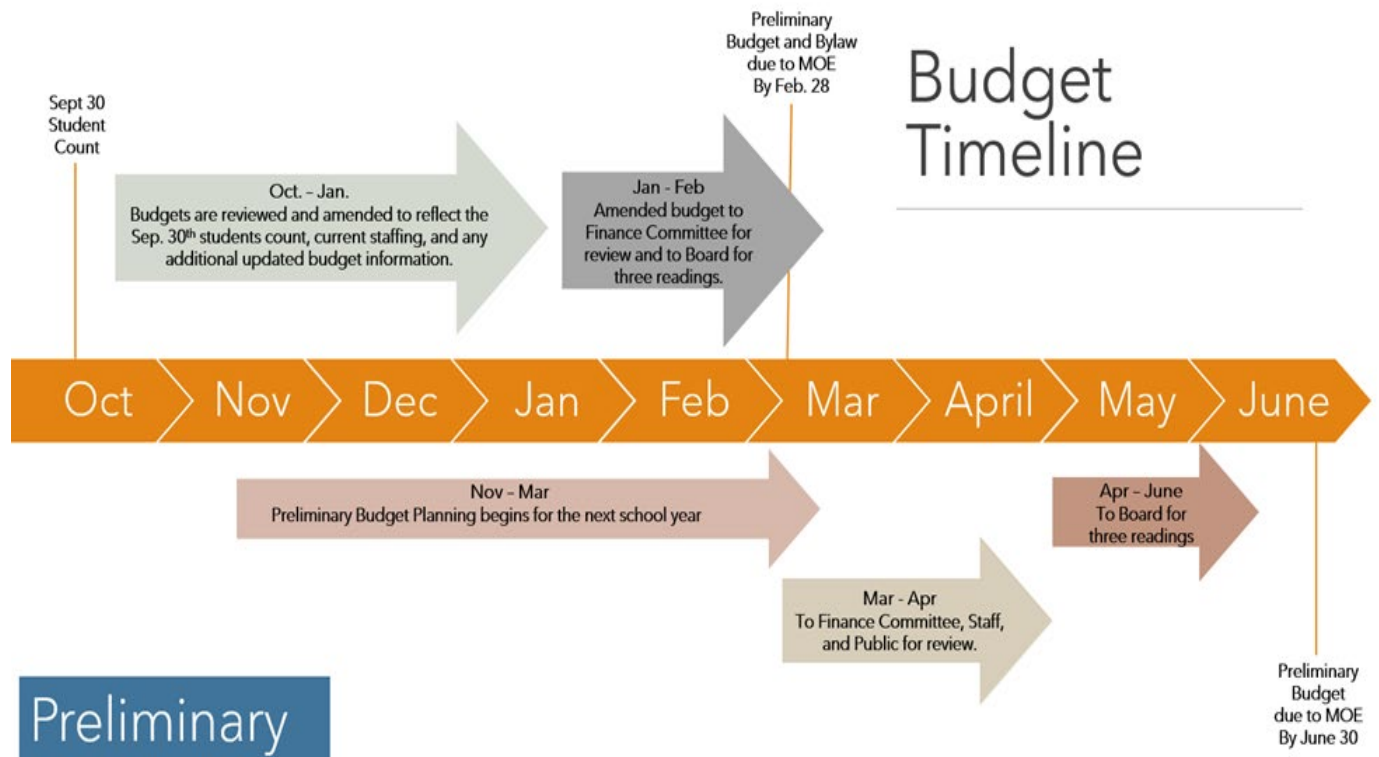 Preliminary
Budget and Bylaw
due to MOE
By Feb. 28
Budget
Timeline
Sept 30
Student
Count
Oct. – Jan.
Budgets are reviewed and amended to reflect the
Sep. 30th students count, current staffing, and any
additional updated budget information.
Jan - Feb
Amended budget to
Finance Committee for
review and to Board for
three readings.
Oct
Nov
Dec
Jan
Feb
Mar
April
May
June
Nov – Mar
Preliminary Budget Planning begins for the next school year
Apr – June
To Board for
three readings
Mar - Apr
To Finance Committee, Staff,
and Public for review.
Preliminary
Budget
due to MOE
By June 30
Preliminary